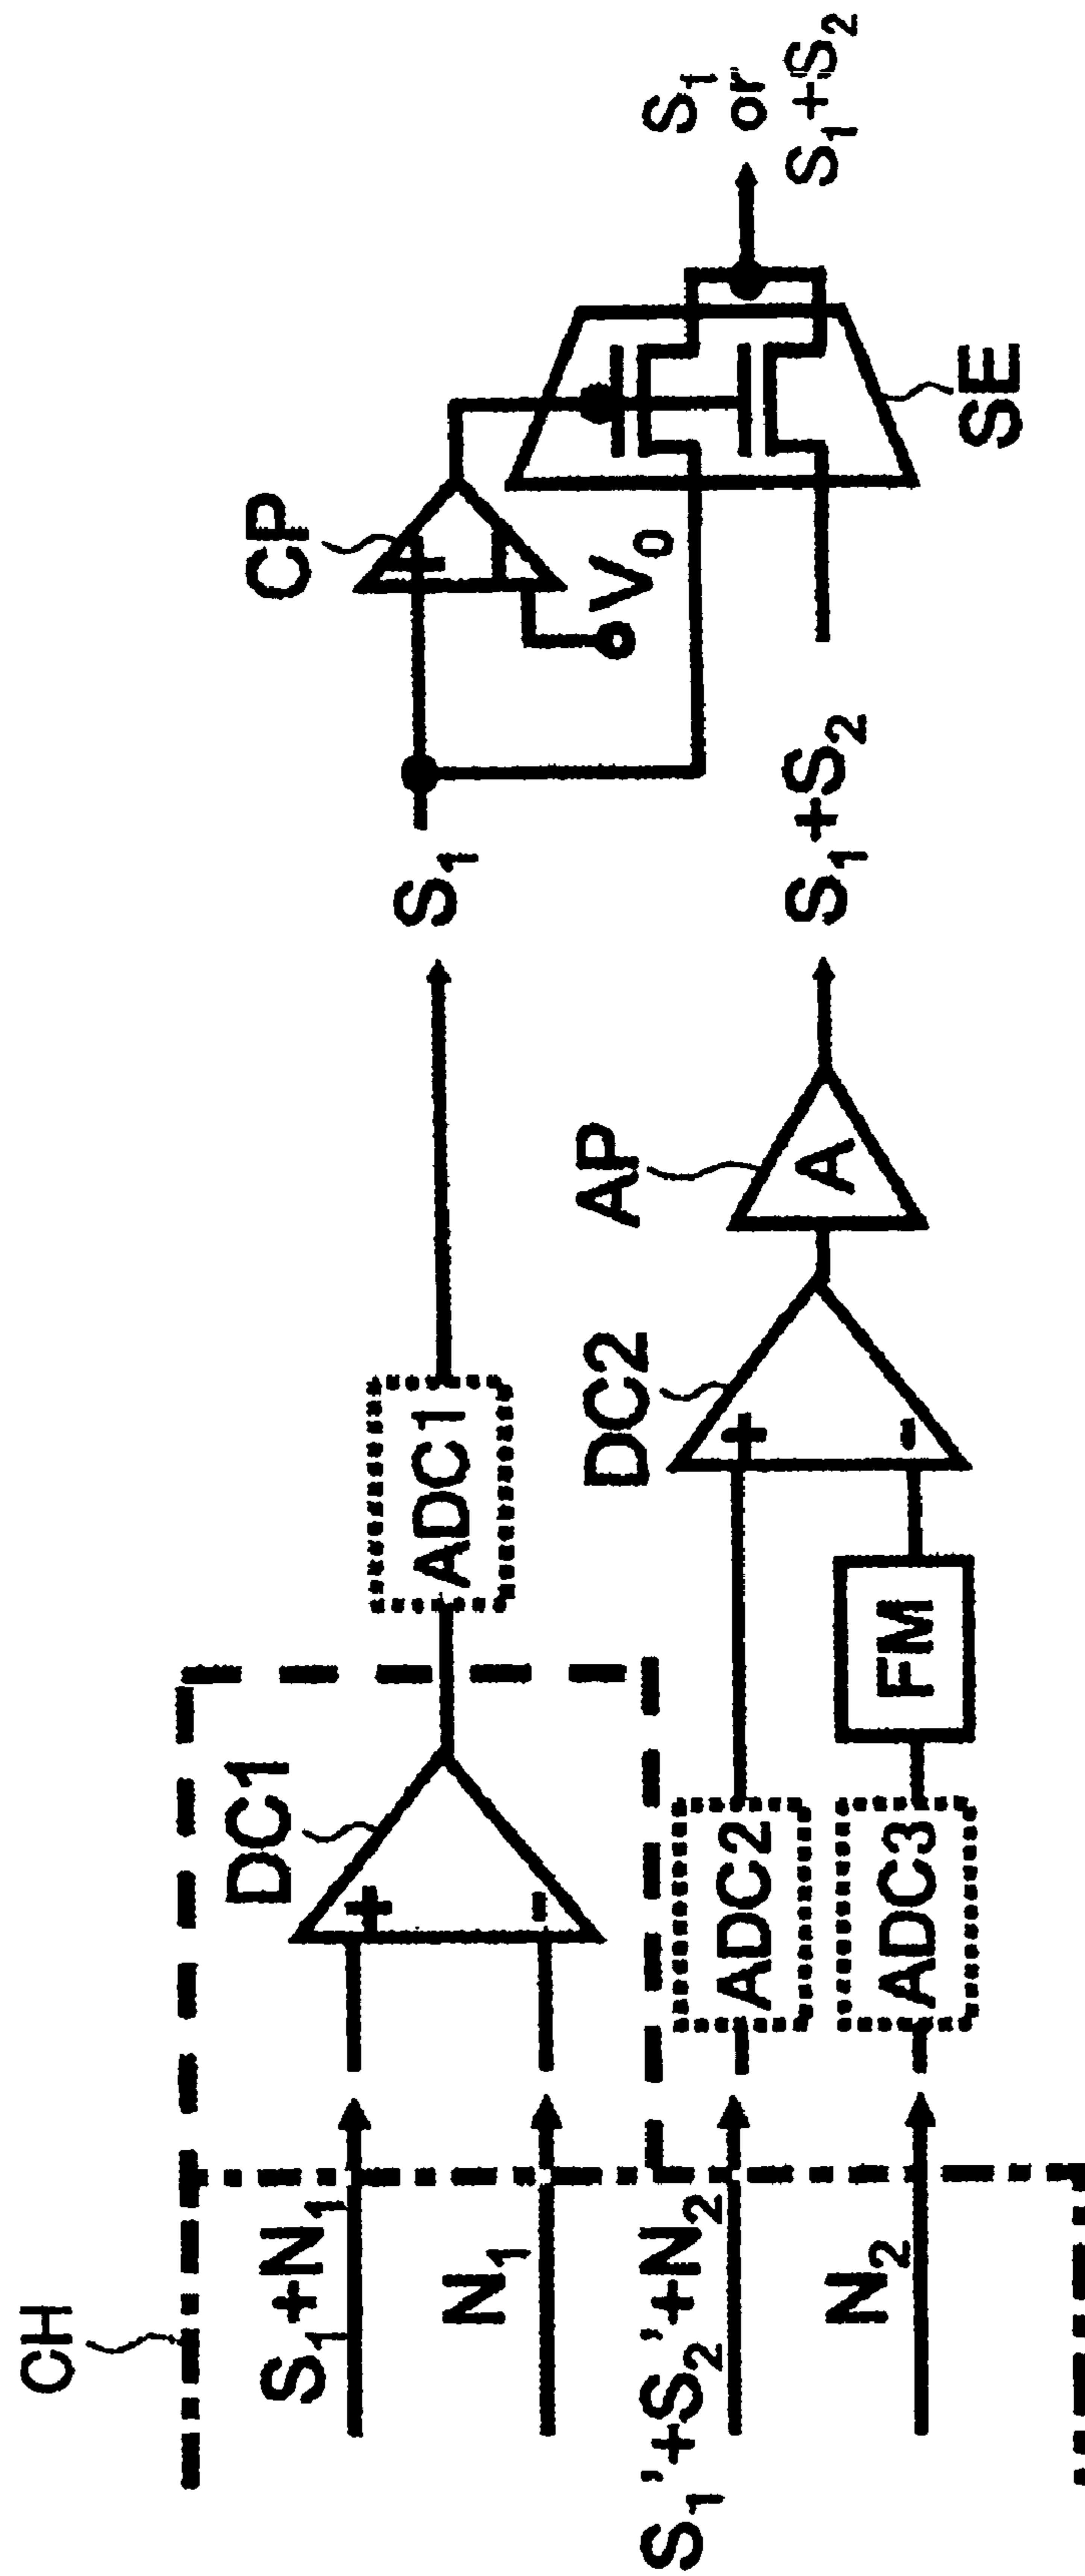 CH
S₁+N₁
N₁
S₁'+S₂'+N₂
N₂
DC1
+
-
ADC1
ADC2
ADC3
FM
DC2
+
-
AP
A
S₁
S₁+S₂
CP
+
-
V₀
SE
S₁
or
S₁+S₂